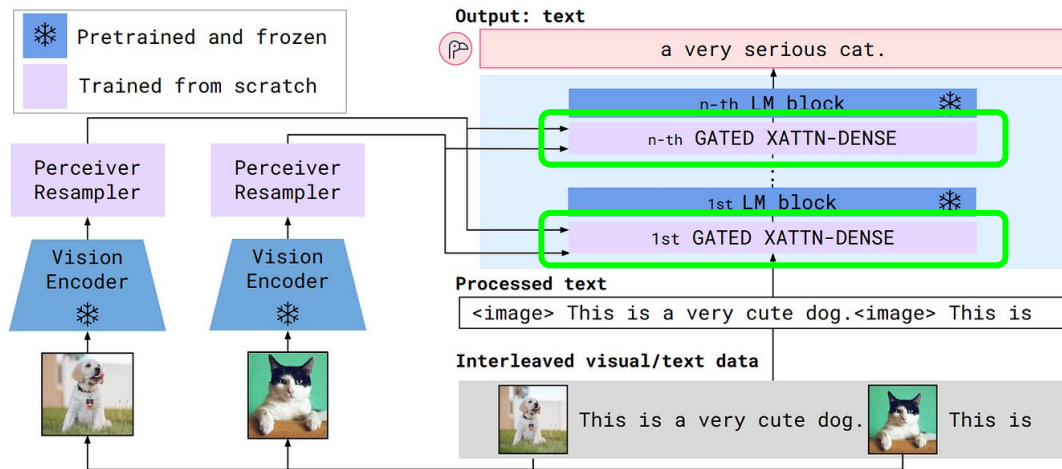 Pretrained and frozen
Trained from scratch
Perceiver
Resampler
Perceiver
Resampler
Vision
Encoder
Vision
Encoder
Output: text
a very serious cat.
n-th LM block
n-th GATED XATTN-DENSE
1st LM block
1st GATED XATTN-DENSE
Processed text
<image> This is a very cute dog.<image> This is
Interleaved visual/text data
This is a very cute dog.
This is